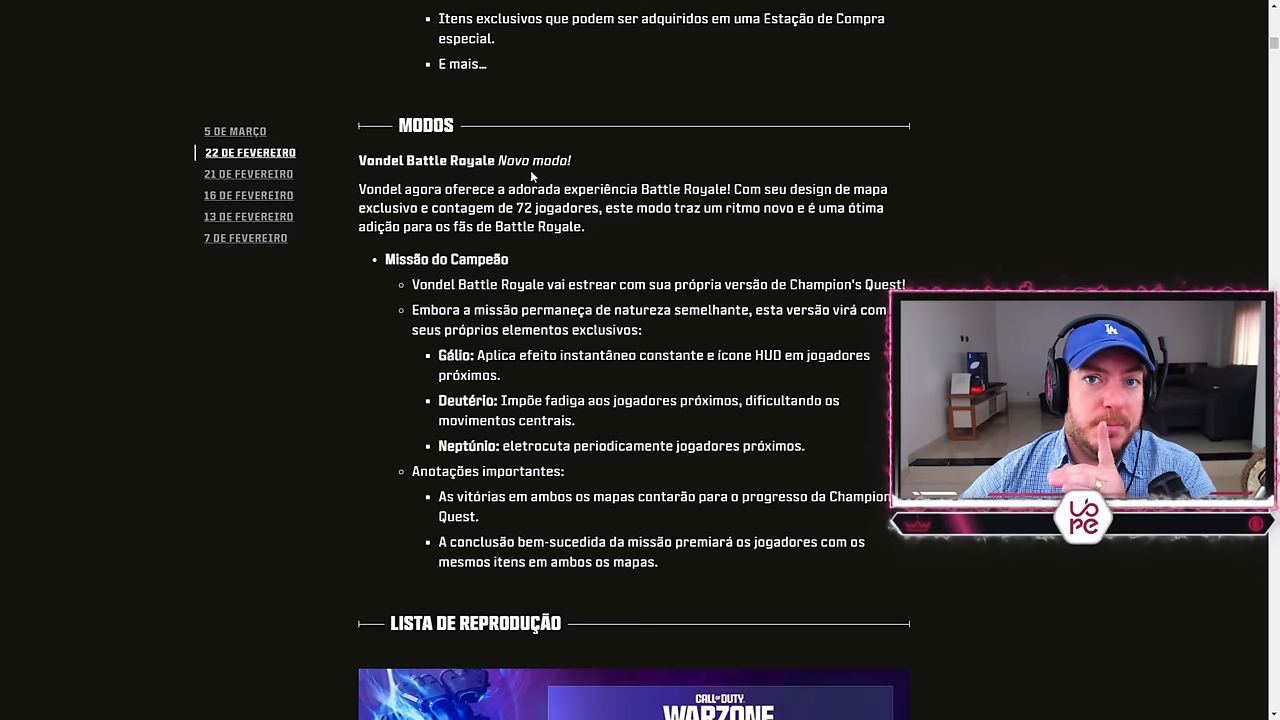 Itens exclusivos que podem ser adquiridos em uma Estação de Compra
especial.
E mais...
MODOS
5 DE MARÇO
22 DE FEVEREIRO
21 DE FEVEREIRO
16 DE FEVEREIRO
13 DE FEVEREIRO
7 DE FEVEREIRO
Vondel Battle Royale Novo modo!
Vondel agora oferece a adorada experiência Battle Royale! Com seu design de mapa
exclusivo e contagem de 72 jogadores, este modo traz um ritmo novo e é uma ótima
adição para os fãs de Battle Royale.
Missão do Campeão
Vondel Battle Royale vai estrear com sua própria versão de Champion's Quest!
Embora a missão permaneça de natureza semelhante, esta versão virá com
seus próprios elementos exclusivos:
Gálio: Aplica efeito instantâneo constante e ícone HUD em jogadores
próximos.
Deutério: Impõe fadiga aos jogadores próximos, dificultando os
movimentos centrais.
Neptúnio: eletrocuta periodicamente jogadores próximos.
Anotações importantes:
As vitórias em ambos os mapas contarão para o progresso da Champion
Quest.
A conclusão bem-sucedida da missão premiará os jogadores com os
mesmos itens em ambos os mapas.
LISTA DE REPRODUÇÃO
CALL OF DUTY
WARZONE
LA